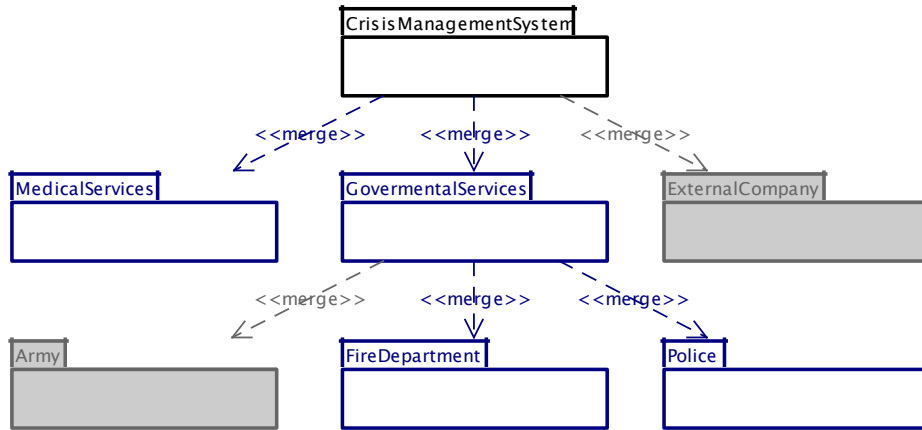 CrisisManagementSystem
<<merge>> <<merge>> <<merge>>
MedicalServices GovermentalServices ExternalCompany
<<merge>> <<merge>> <<merge>>
Army FireDepartment Police